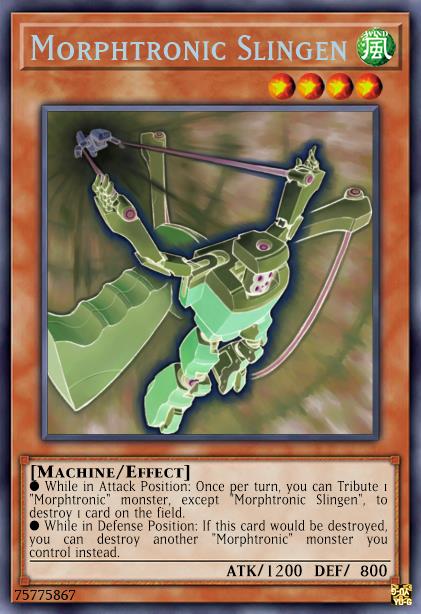 MORPHTRONIC SLINGEN
WIND
風
[MACHINE/EFFECT]
● While in Attack Position: Once per turn, you can Tribute 1
"Morphtronic" monster, except "Morphtronic Slingen", to
destroy 1 card on the field.
● While in Defense Position: If this card would be destroyed,
you can destroy another "Morphtronic" monster you
control instead.
ATK/1200 DEF/ 800
75775867